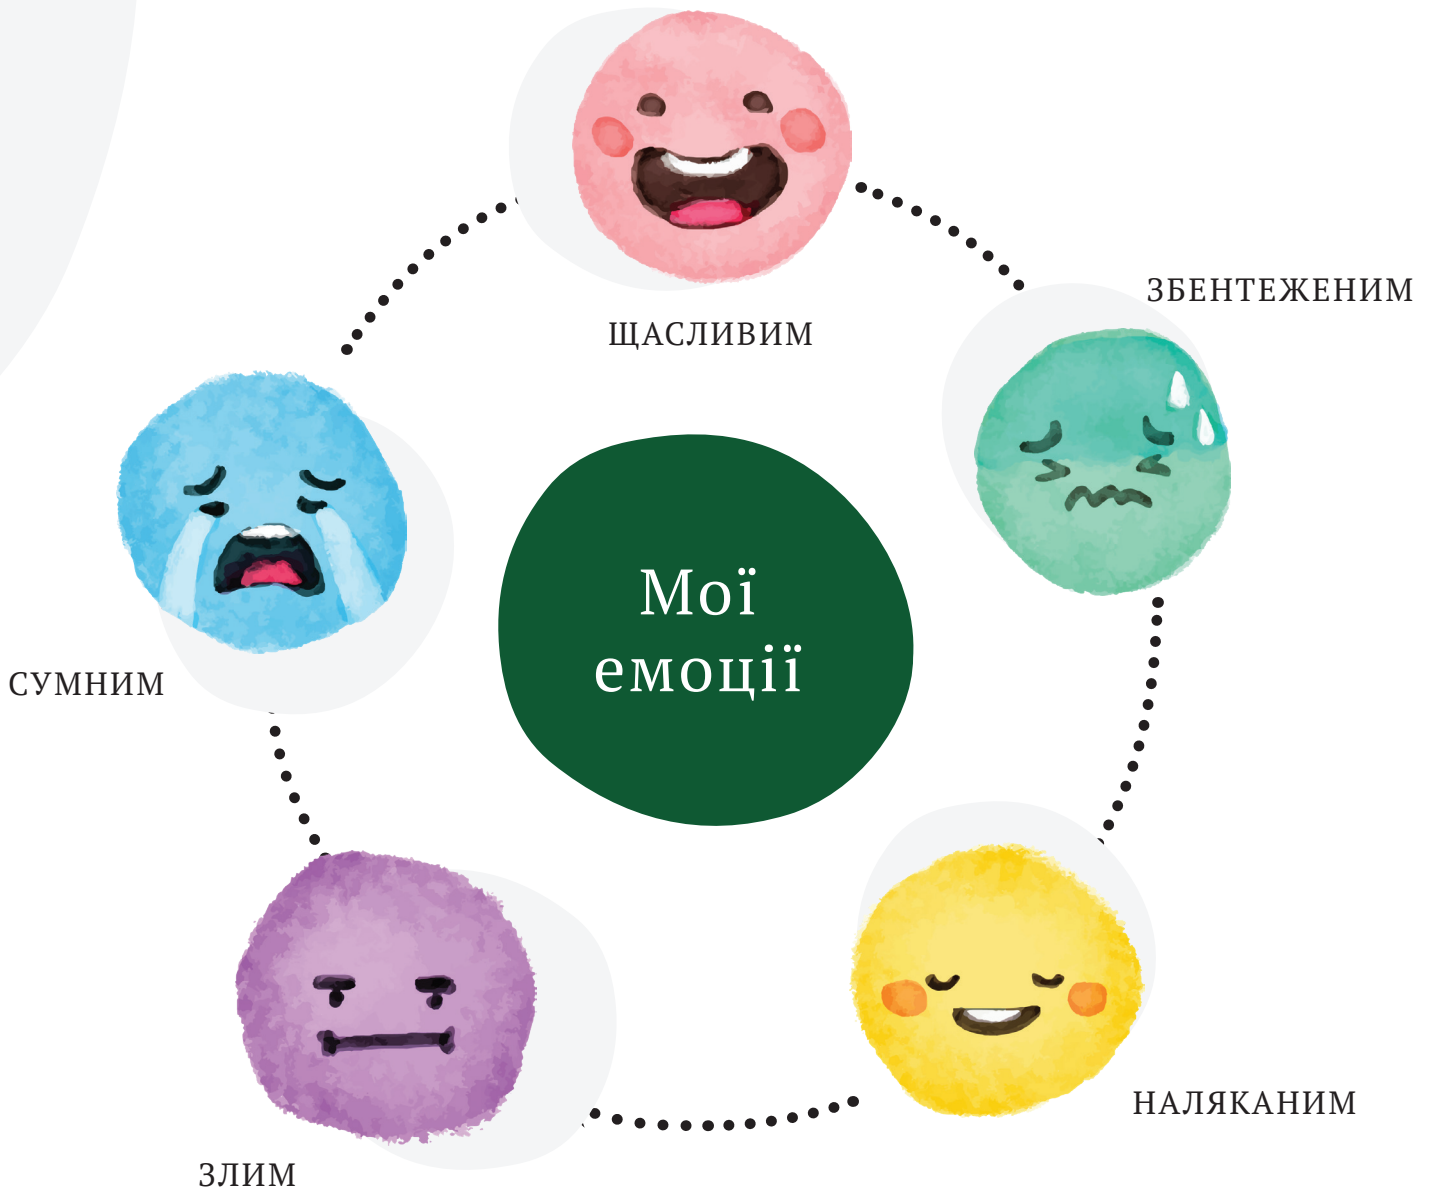 ЗБЕНТЕЖЕНИМ
ЩАСЛИВИМ
Мої
емоції
СУМНИМ
НАЛЯКАНИМ
ЗЛИМ